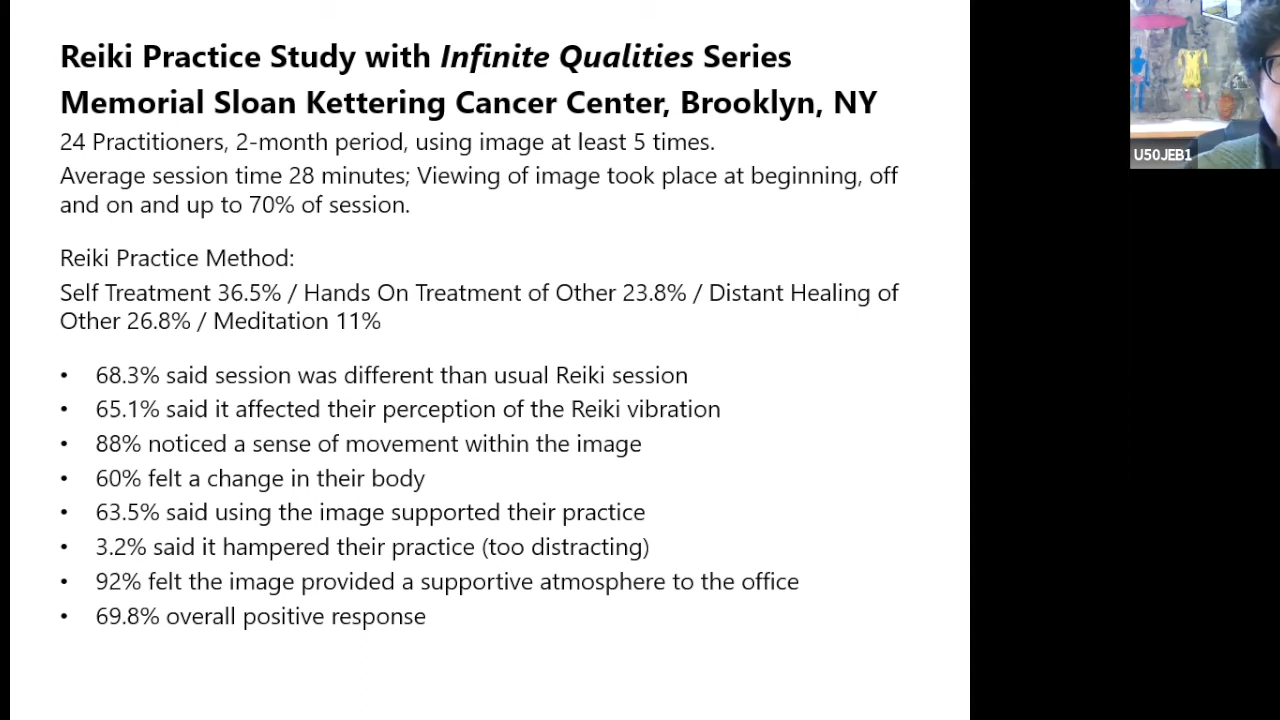 Reiki Practice Study with Infinite Qualities Series
Memorial Sloan Kettering Cancer Center, Brooklyn, NY
24 Practitioners, 2-month period, using image at least 5 times.
Average session time 28 minutes; Viewing of image took place at beginning, off
and on and up to 70% of session.
Reiki Practice Method:
Self Treatment 36.5% / Hands On Treatment of Other 23.8% / Distant Healing of
Other 26.8% / Meditation 11%
• 68.3% said session was different than usual Reiki session
• 65.1% said it affected their perception of the Reiki vibration
• 88% noticed a sense of movement within the image
• 60% felt a change in their body
• 63.5% said using the image supported their practice
• 3.2% said it hampered their practice (too distracting)
• 92% felt the image provided a supportive atmosphere to the office
• 69.8% overall positive response
U50JEB1